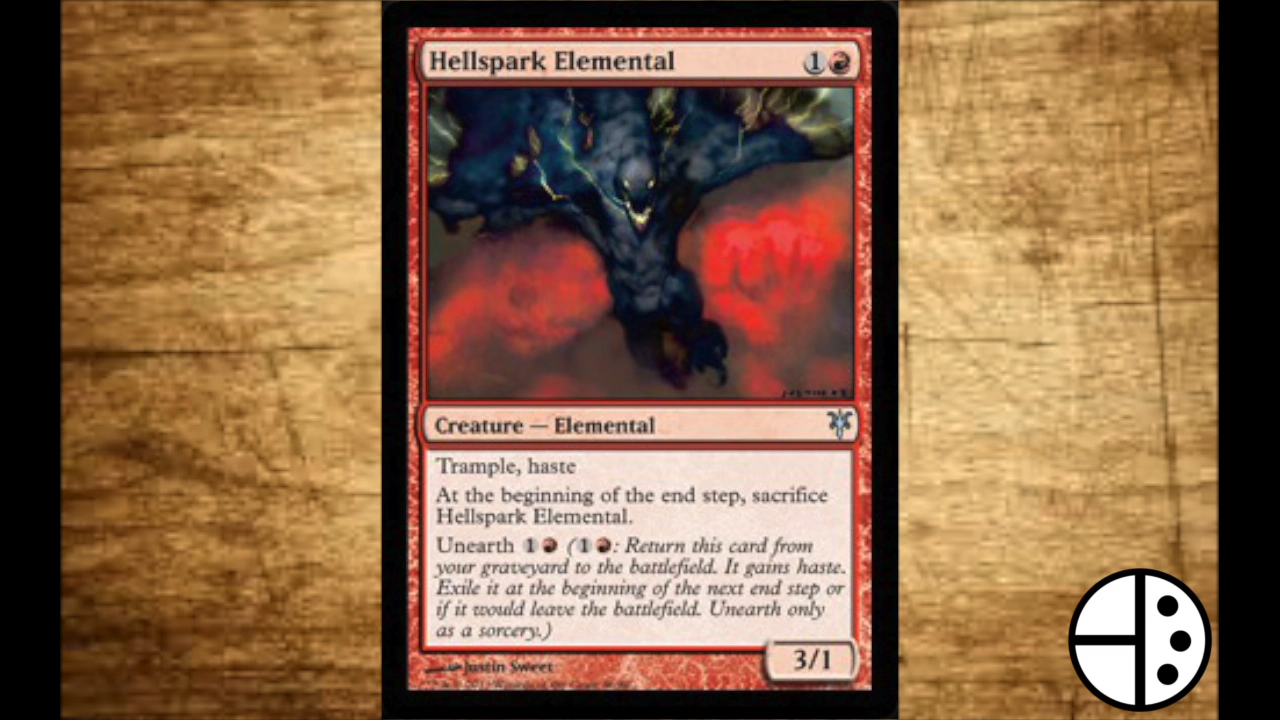 Hellspark Elemental 1
Creature — Elemental
Trample, haste
At the beginning of the end step, sacrifice
Hellspark Elemental.
Unearth 1 (1 : Return this card from
your graveyard to the battlefield. It gains haste.
Exile it at the beginning of the next end step or
if it would leave the battlefield. Unearth only
as a sorcery.)
3/1
Justin Sweet